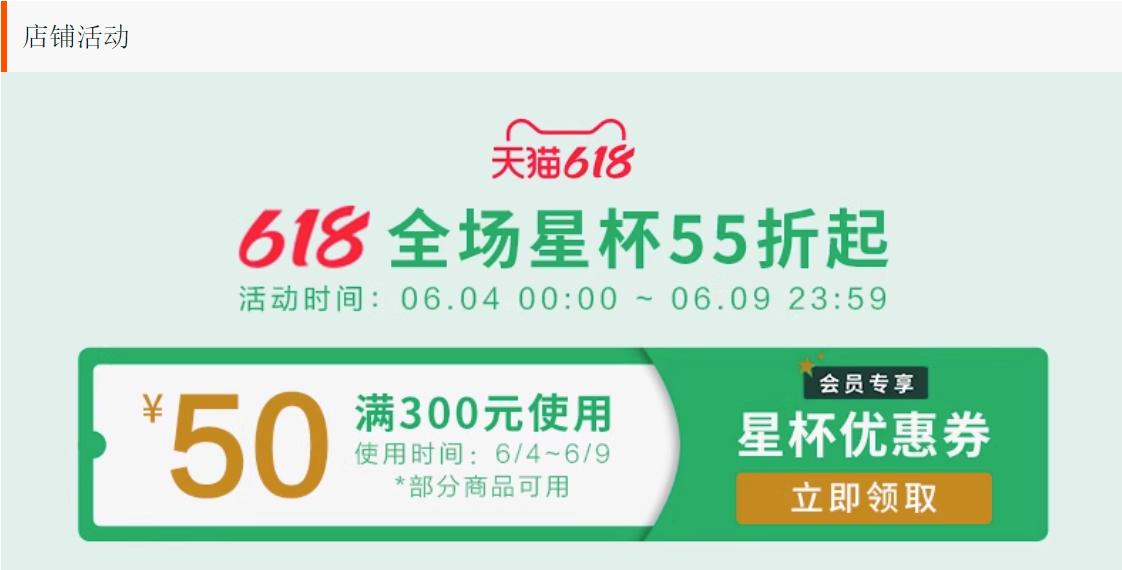 店铺活动
天猫618
618 全场星杯55折起
活动时间：06.04 00:00 ~ 06.09 23:59
¥50
满300元使用
使用时间：6/4~6/9
*部分商品可用
会员专享
星杯优惠券
立即领取